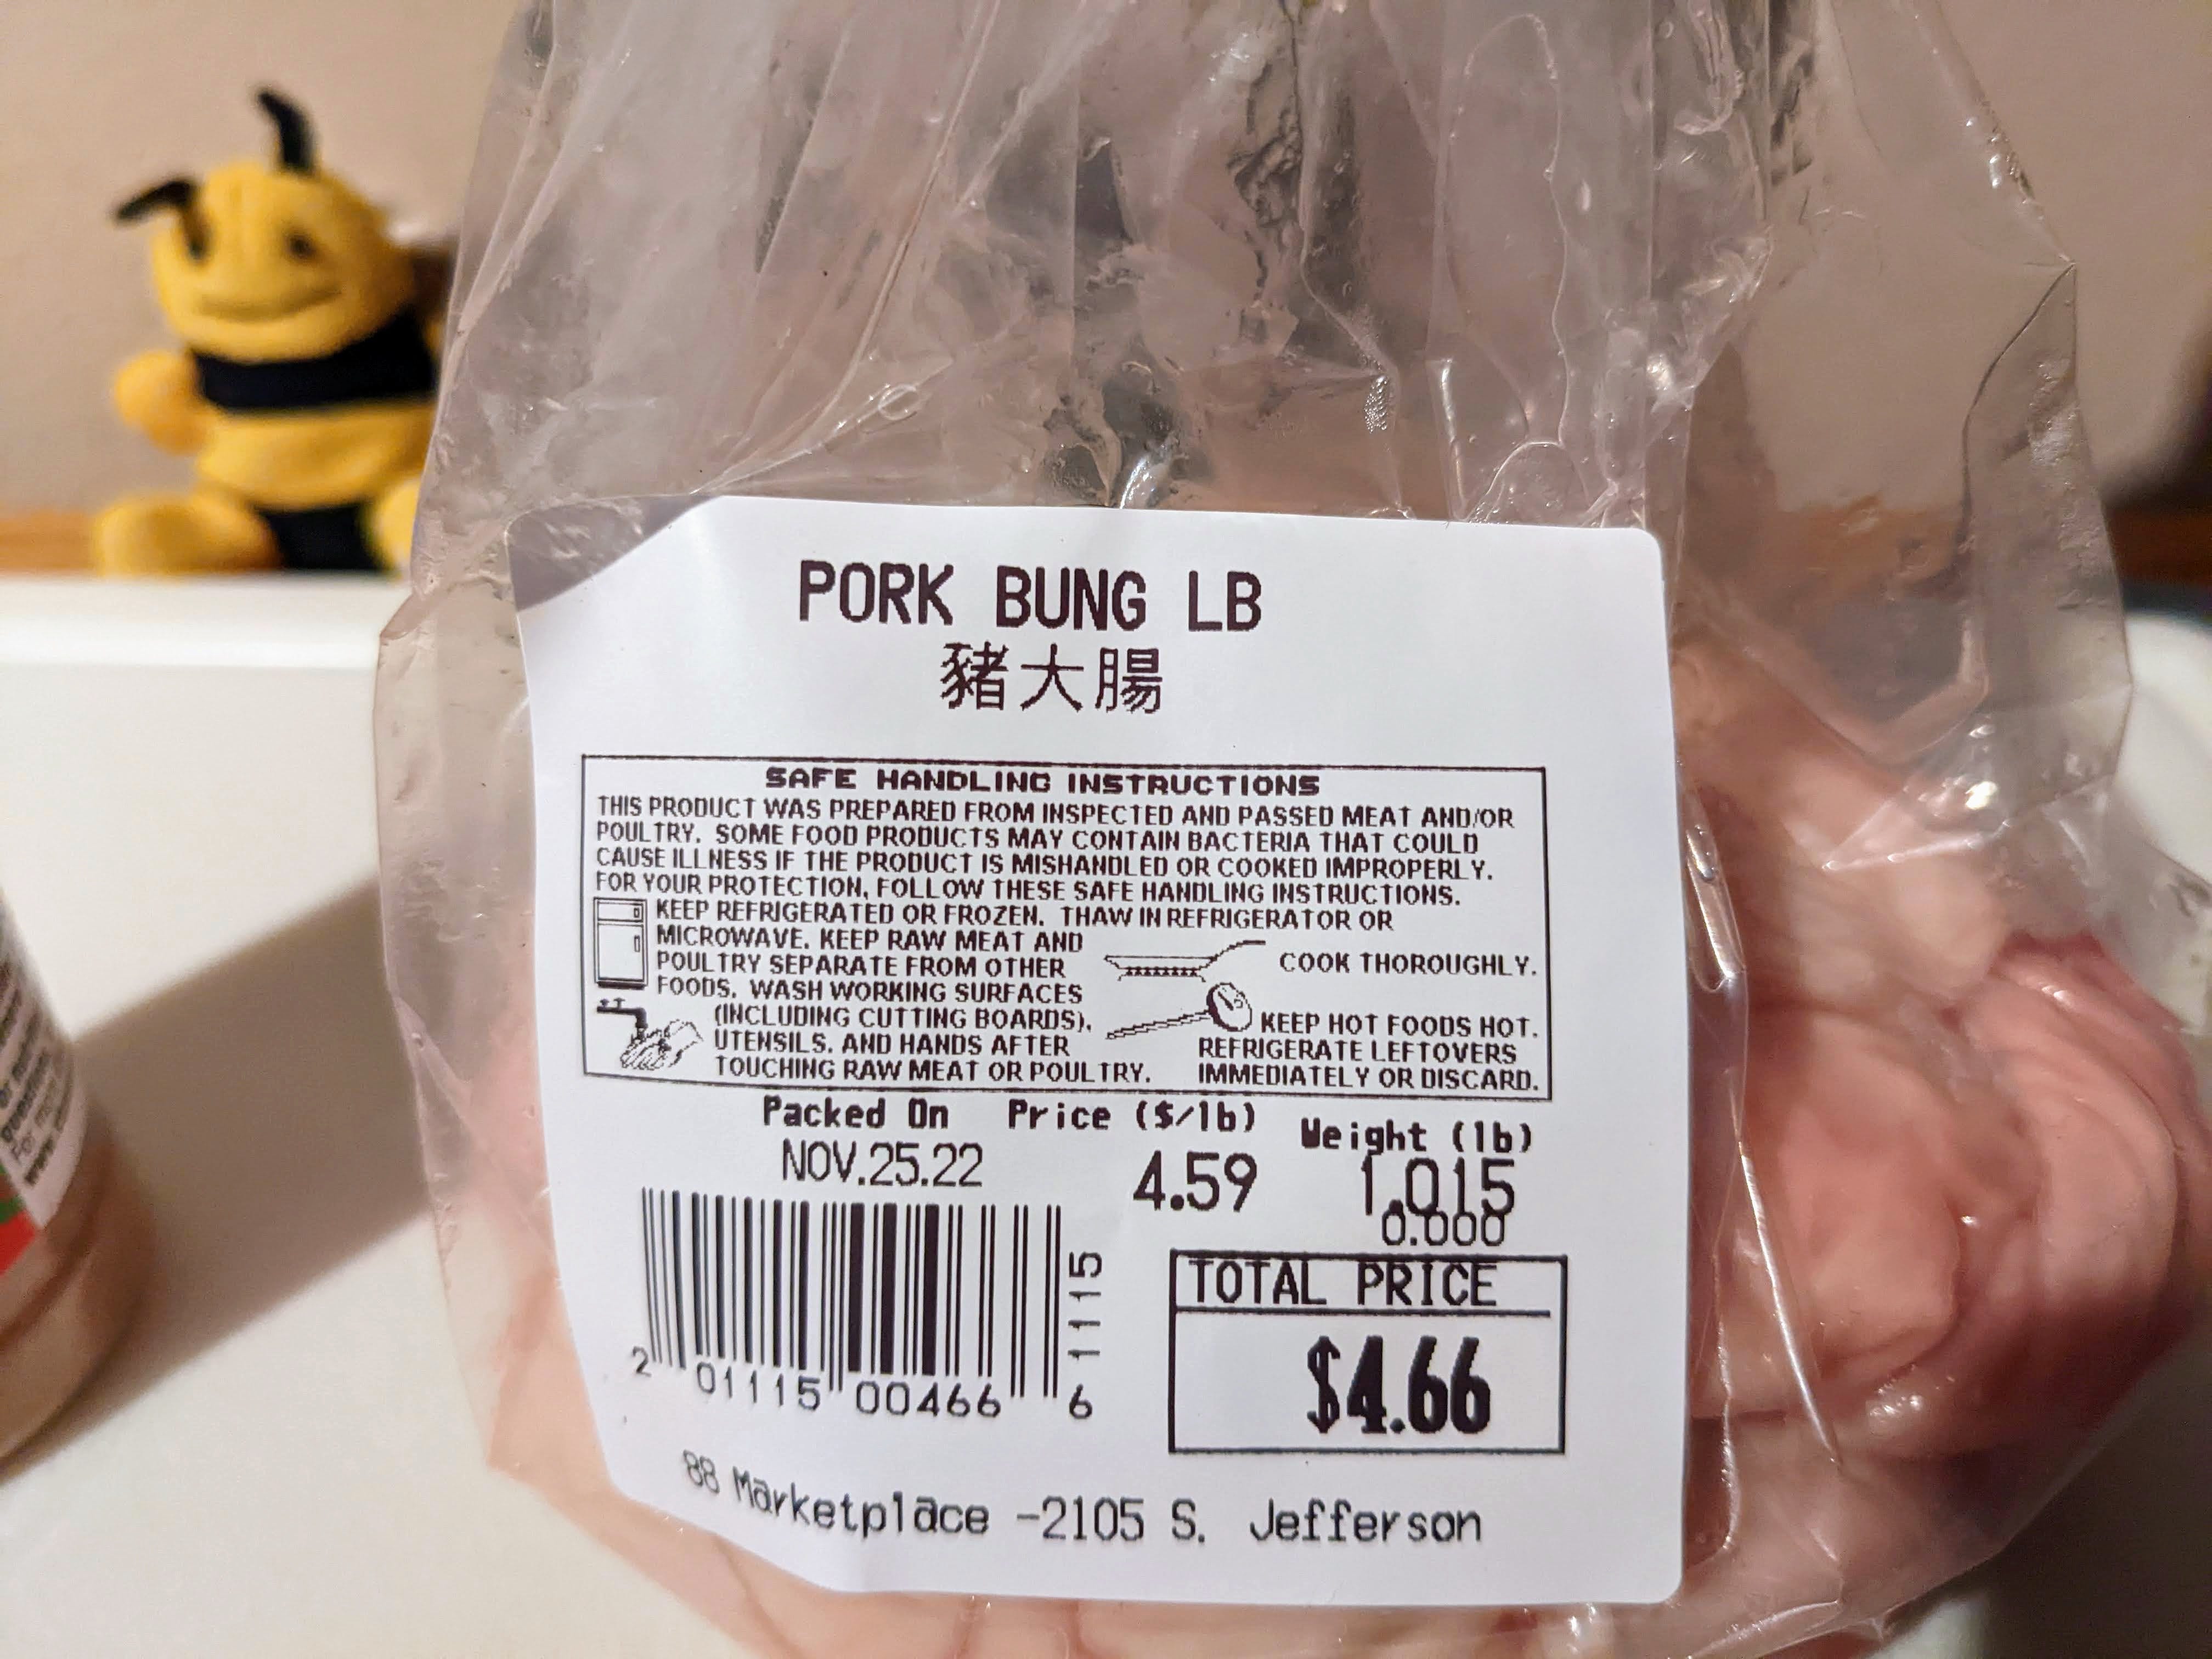 PORK BUNG LB
豬大腸
SAFE HANDLING INSTRUCTIONS
THIS PRODUCT WAS PREPARED FROM INSPECTED AND PASSED MEAT AND/OR
POULTRY. SOME FOOD PRODUCTS MAY CONTAIN BACTERIA THAT COULD
CAUSE ILLNESS IF THE PRODUCT IS MISHANDLED OR COOKED IMPROPERLY.
FOR YOUR PROTECTION, FOLLOW THESE SAFE HANDLING INSTRUCTIONS.
KEEP REFRIGERATED OR FROZEN. THAW IN REFRIGERATOR OR
MICROWAVE. KEEP RAW MEAT AND
POULTRY SEPARATE FROM OTHER
FOODS. WASH WORKING SURFACES
(INCLUDING CUTTING BOARDS),
UTENSILS, AND HANDS AFTER
TOUCHING RAW MEAT OR POULTRY.
COOK THOROUGHLY.
KEEP HOT FOODS HOT.
REFRIGERATE LEFTOVERS
IMMEDIATELY OR DISCARD.
Packed On Price ($/lb) Weight (lb)
NOV.25.22 4.59 1.015
0.000
TOTAL PRICE
$4.66
61115
2 01115 00466 6
88 Marketplace -2105 S. Jefferson